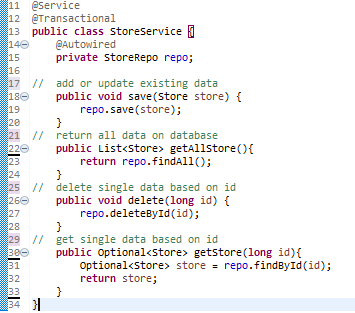 11 @Service
12 @Transactional
13 public class StoreService {
14 @Autowired
15 private StoreRepo repo;
16
17 // add or update existing data
18 public void save(Store store) {
19 repo.save(store);
20 }
21 // return all data on database
22 public List<Store> getAllStore(){
23 return repo.findAll();
24 }
25 // delete single data based on id
26 public void delete(long id) {
27 repo.deleteById(id);
28 }
29 // get single data based on id
30 public Optional<Store> getStore(long id){
31 Optional<Store> store = repo.findById(id);
32 return store;
33 }
34 }